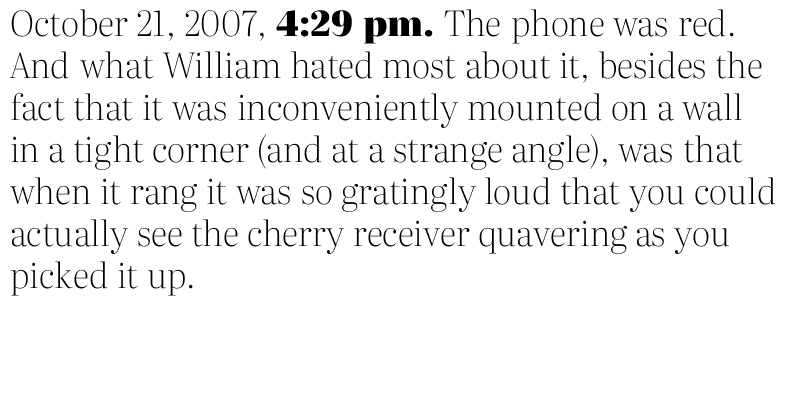 October 21, 2007, 4:29 pm. The phone was red.
And what William hated most about it, besides the
fact that it was inconveniently mounted on a wall
in a tight corner (and at a strange angle), was that
when it rang it was so gratingly loud that you could
actually see the cherry receiver quavering as you
picked it up.